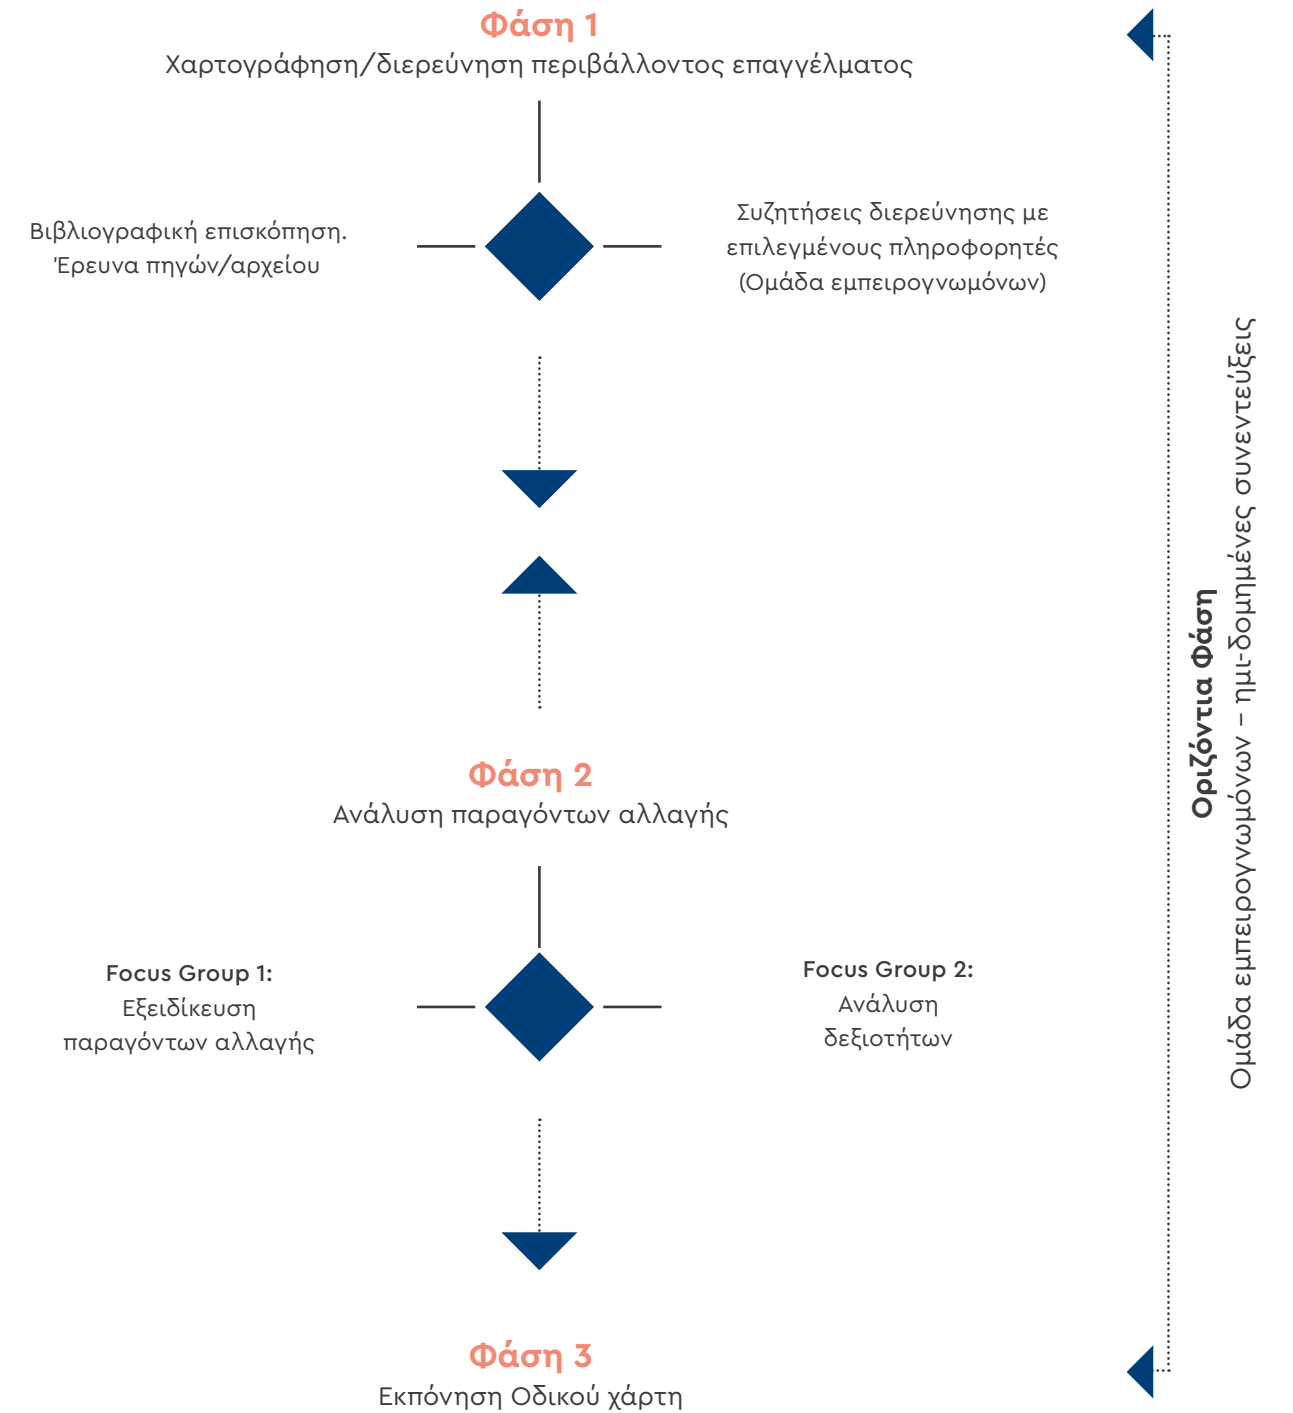 Φάση 1
Χαρτογράφηση/διερεύνηση περιβάλλοντος επαγγέλματος
Βιβλιογραφική επισκόπηση.
Έρευνα πηγών/αρχείου
Συζητήσεις διερεύνησης με
επιλεγμένους πληροφορητές
(Ομάδα εμπειρογνωμόνων)
Φάση 2
Ανάλυση παραγόντων αλλαγής
Focus Group 1:
Εξειδίκευση
παραγόντων αλλαγής
Focus Group 2:
Ανάλυση
δεξιοτήτων
Φάση 3
Εκπόνηση Οδικού χάρτη
Οριζόντια Φάση
Ομάδα εμπειρογνωμόνων – ημι-δομημένες συνεντεύξεις